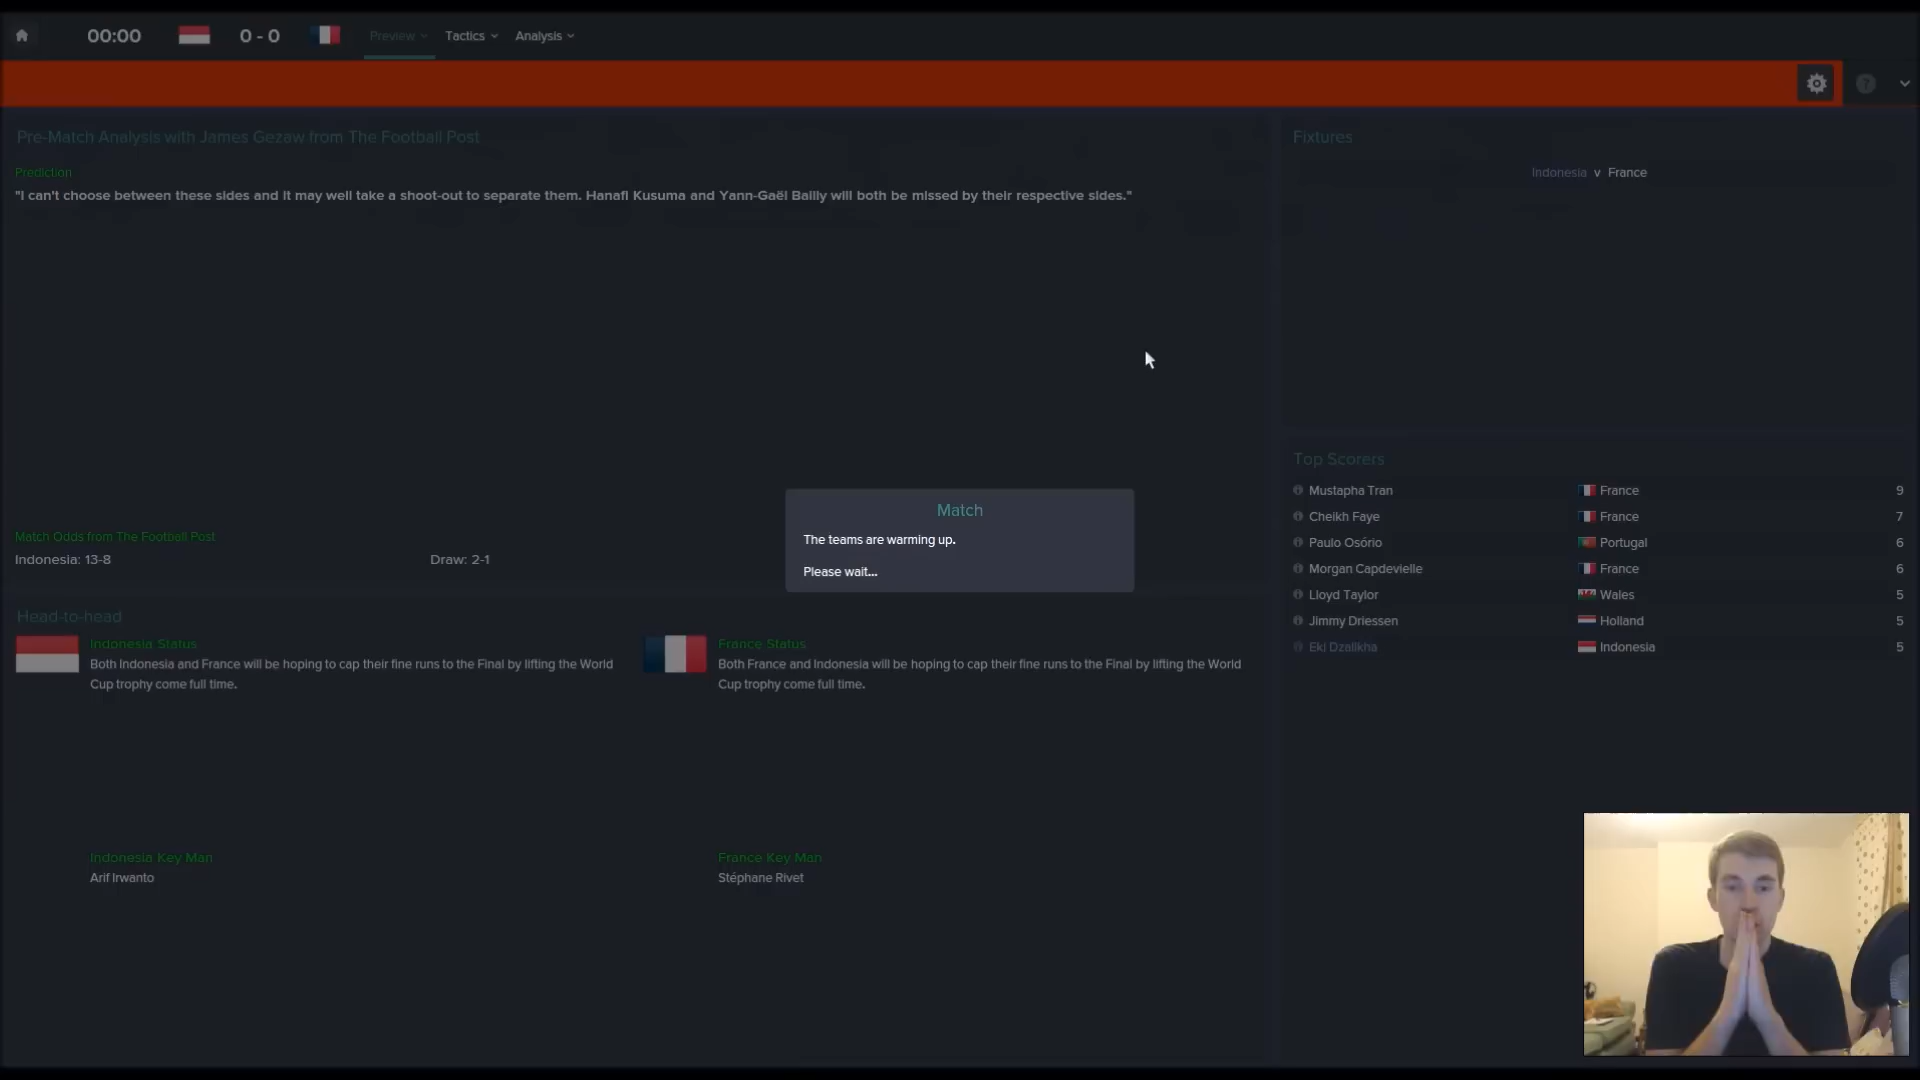 00:00
0 - 0
Preview
Tactics
Analysis
?
Pre-Match Analysis with James Gezaw from The Football Post
Prediction
"I can't choose between these sides and it may well take a shoot-out to separate them. Hanafi Kusuma and Yann-Gaël Bailly will both be missed by their respective sides."
Match Odds from The Football Post
Indonesia: 13-8
Draw: 2-1
Match
The teams are warming up.
Please wait...
Head-to-head
Indonesia Status
Both Indonesia and France will be hoping to cap their fine runs to the Final by lifting the World
Cup trophy come full time.
France Status
Both France and Indonesia will be hoping to cap their fine runs to the Final by lifting the World
Cup trophy come full time.
Indonesia Key Man
Arif Irwanto
France Key Man
Stéphane Rivet
Fixtures
Indonesia v France
Top Scorers
Mustapha Tran France 9
Cheikh Faye France 7
Paulo Osório Portugal 6
Morgan Capdevielle France 6
Lloyd Taylor Wales 5
Jimmy Driessen Holland 5
Eki Dzalikha Indonesia 5